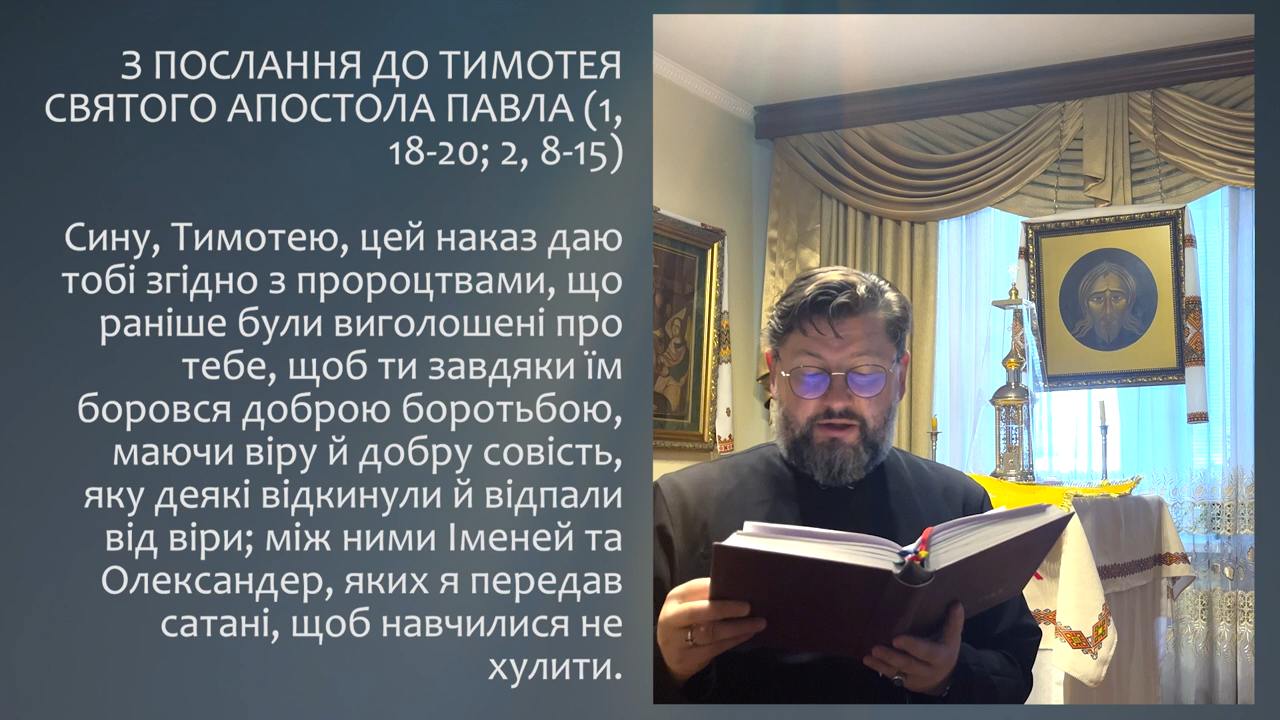 З ПОСЛАННЯ ДО ТИМОТЕЯ
СВЯТОГО АПОСТОЛА ПАВЛА (1,
18-20; 2, 8-15)
Сину, Тимотею, цей наказ даю
тобі згідно з пророцтвами, що
раніше були виголошені про
тебе, щоб ти завдяки їм
боровся доброю боротьбою,
маючи віру й добру совість,
яку деякі відкинули й відпали
від віри; між ними Іменей та
Олександер, яких я передав
сатані, щоб навчилися не
хулити.